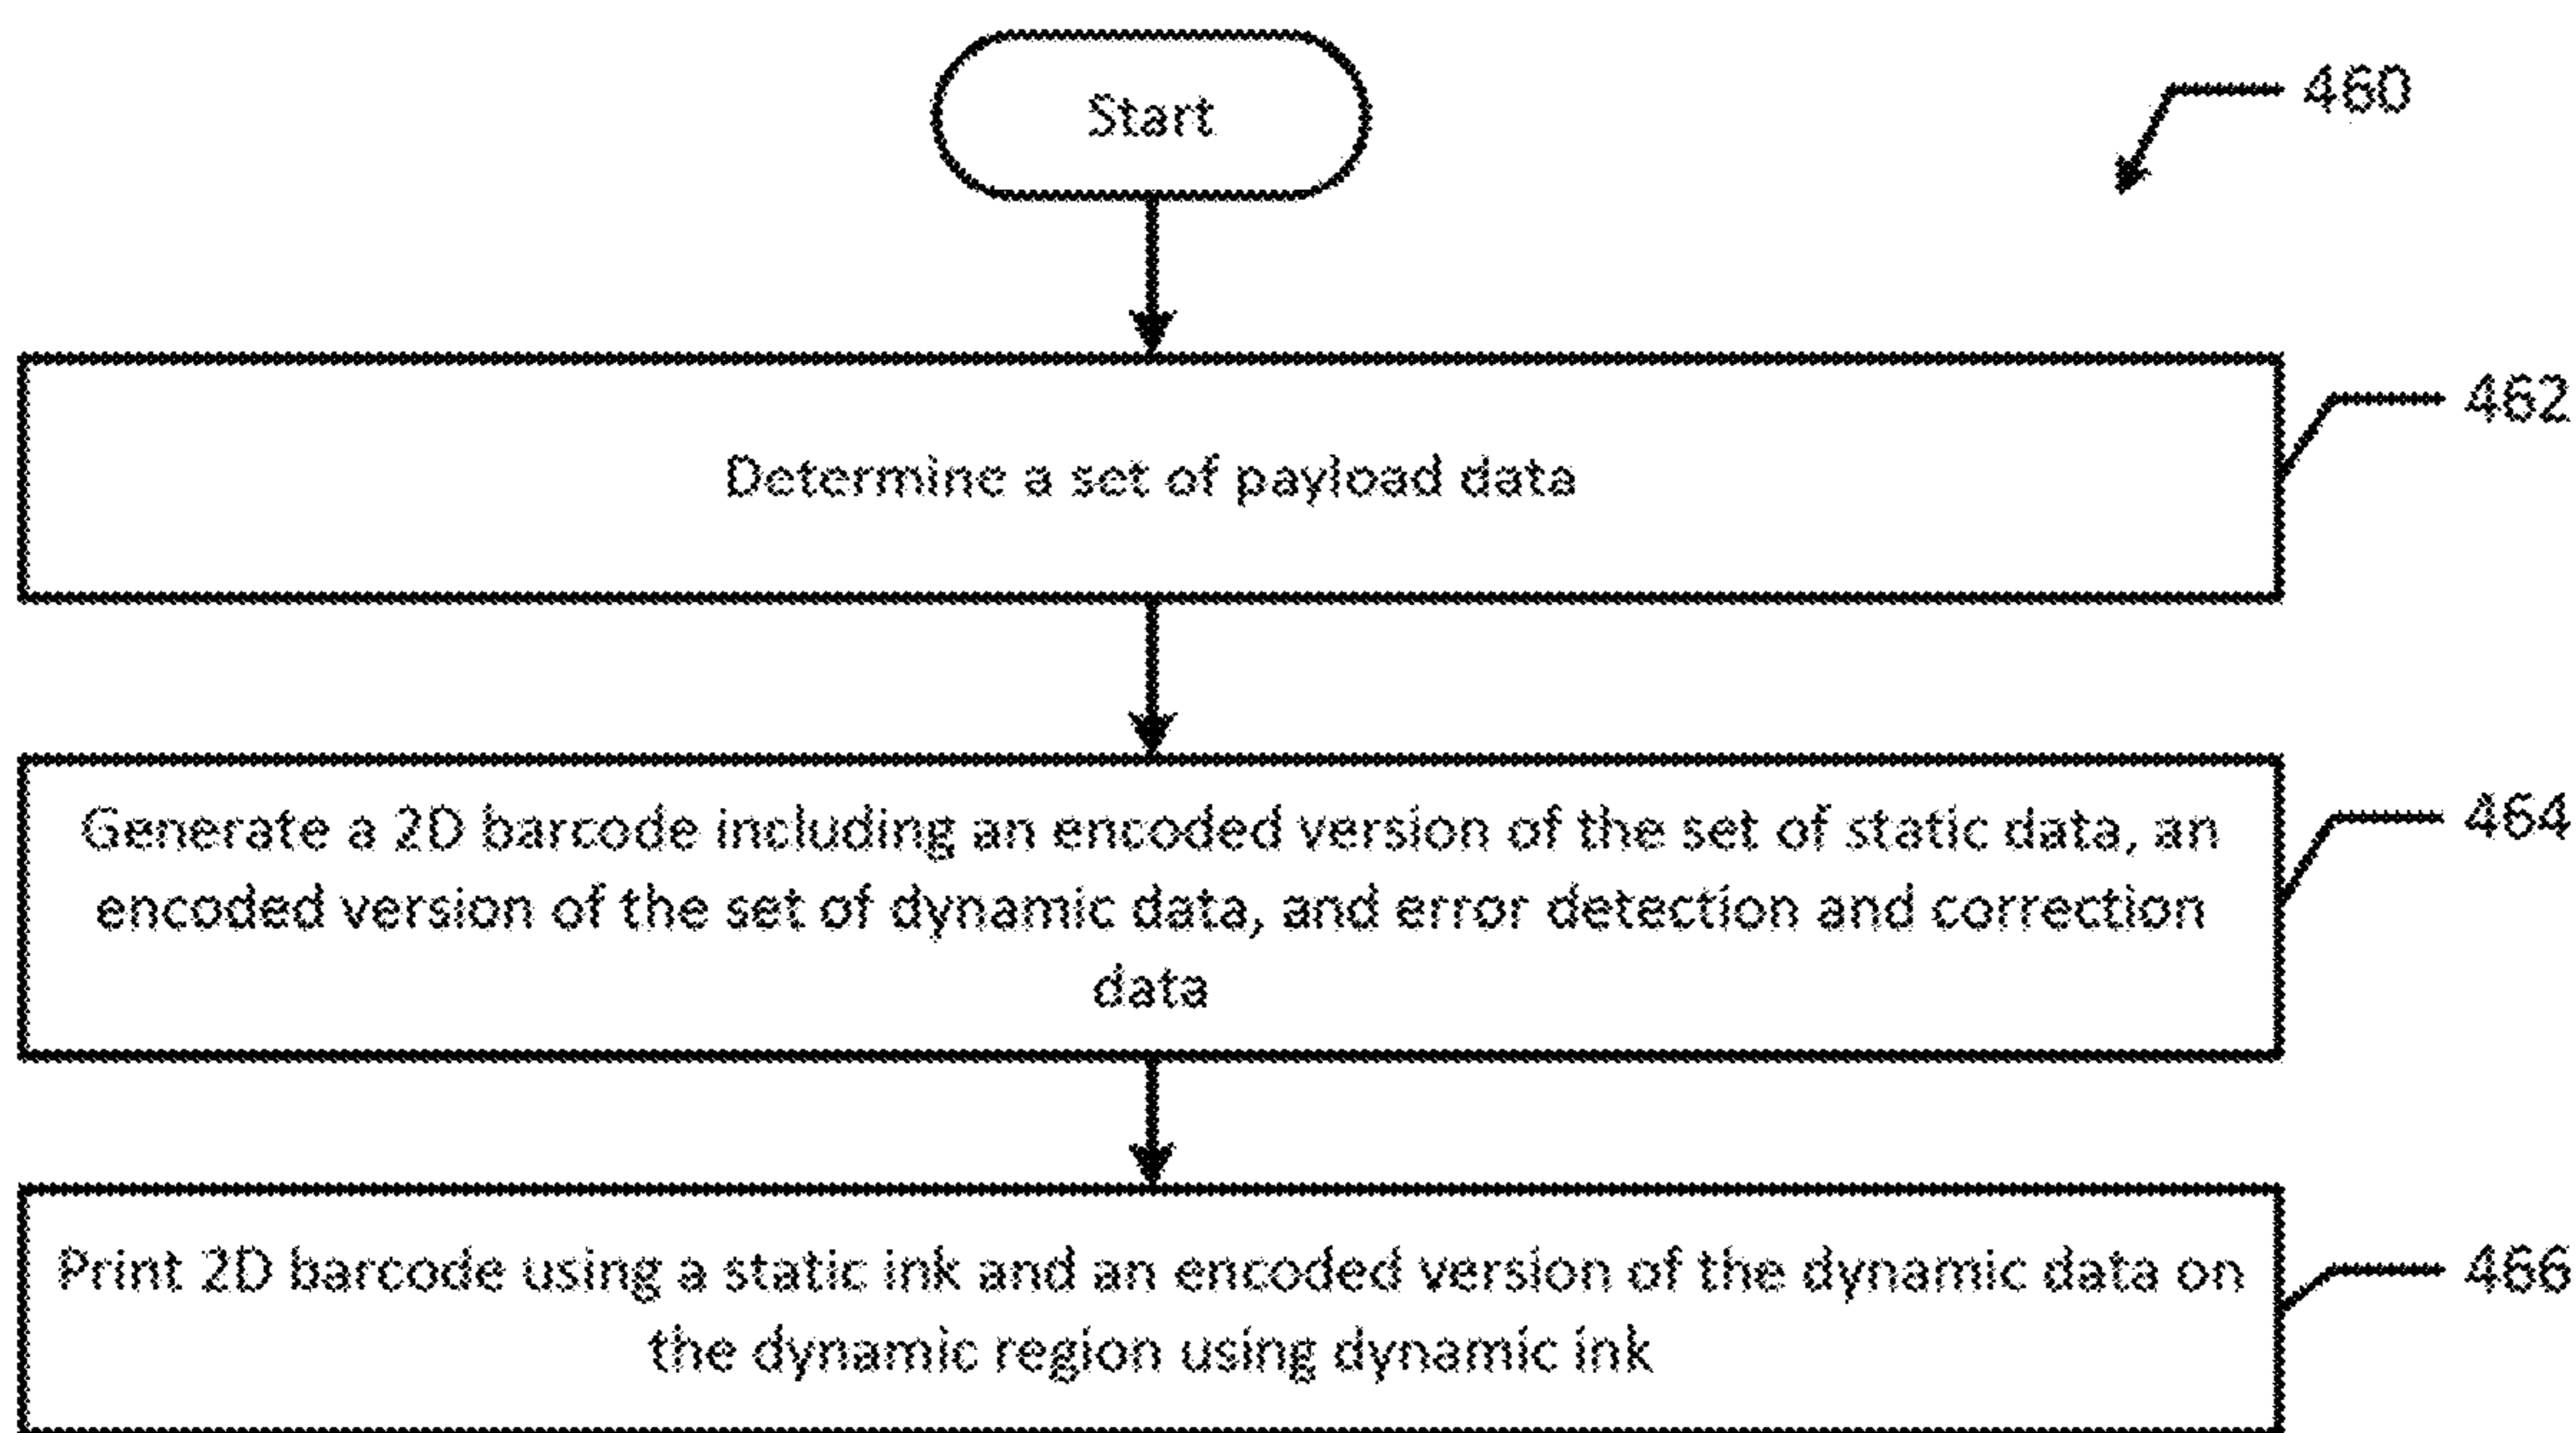 Start
460
462
Determine a set of payload data
Generate a 2D barcode including an encoded version of the set of static data, an
464
encoded version of the set of dynamic data, and error detection and correction
data
Print 2D barcode using a static ink and an encoded version of the dynamic data on
466
the dynamic region using dynamic ink